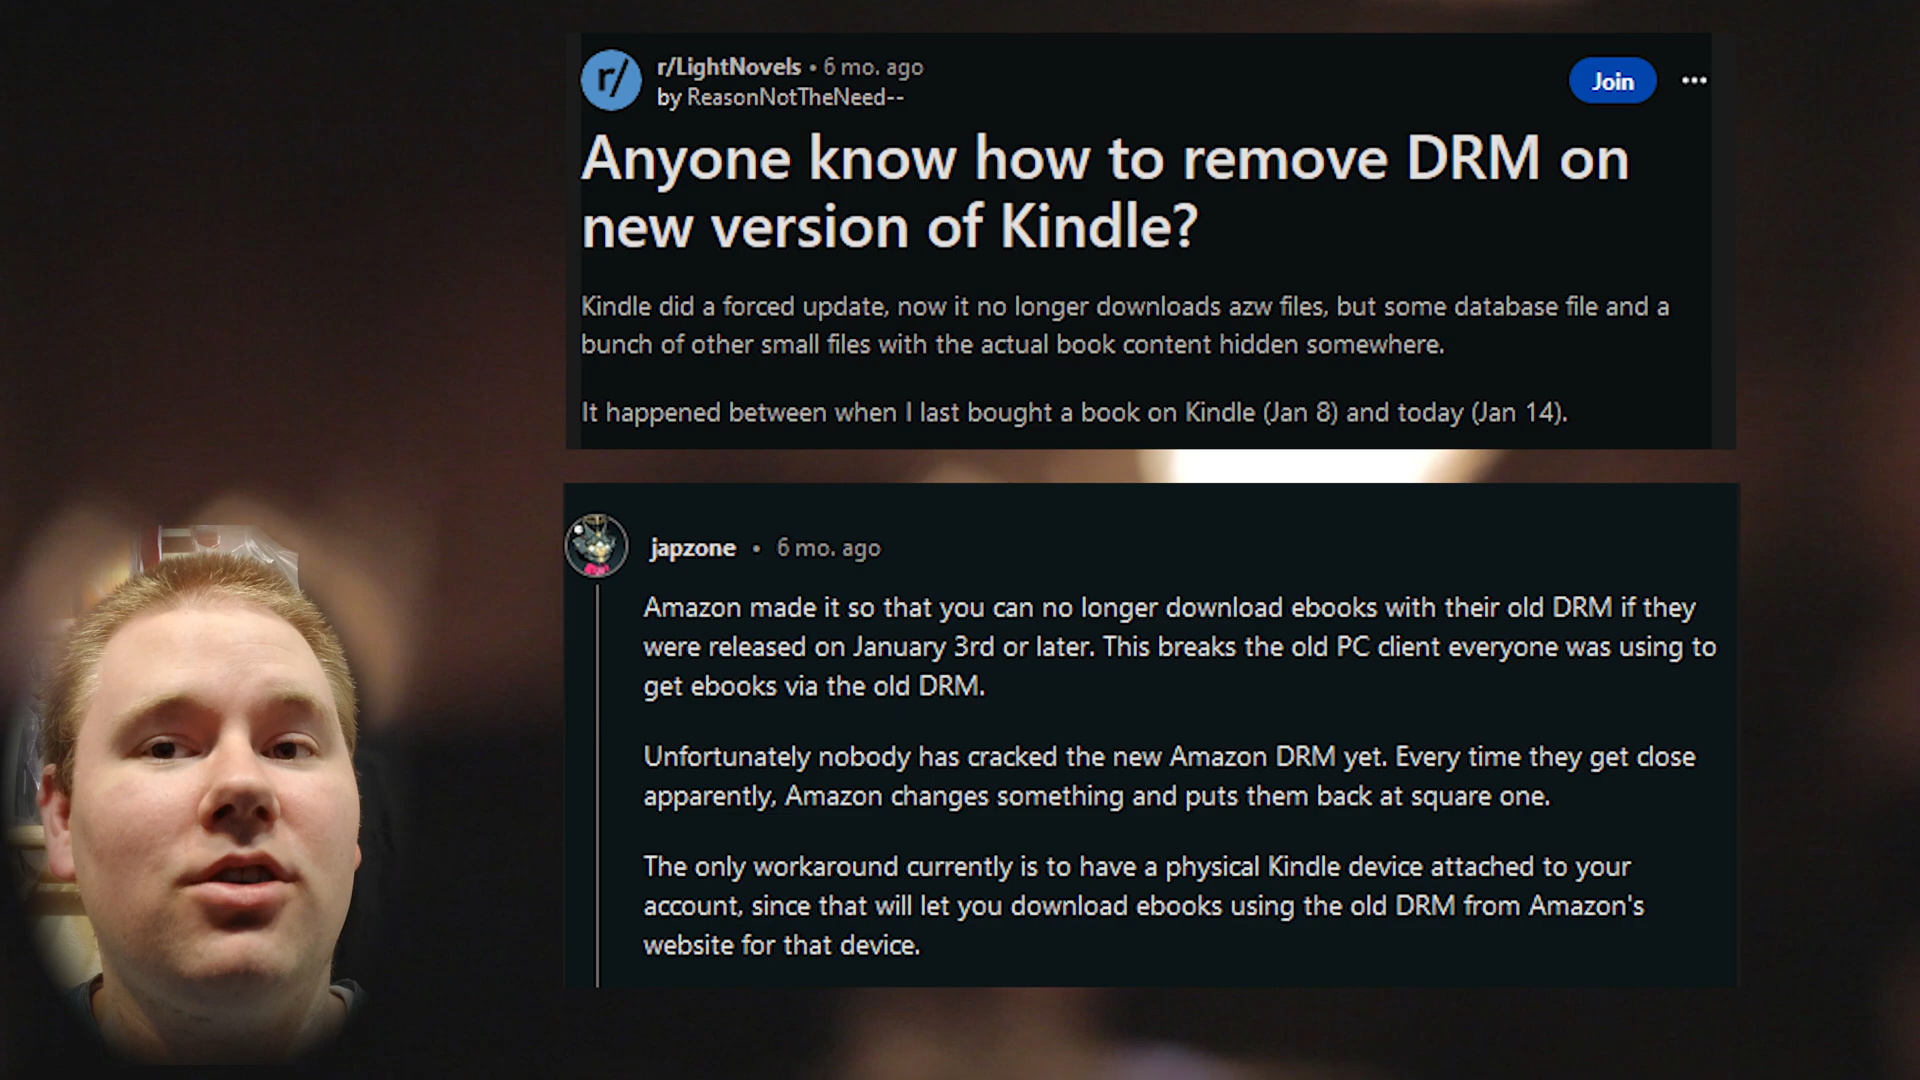 r/
r/LightNovels • 6 mo. ago
by ReasonNotTheNeed--
Join
Anyone know how to remove DRM on
new version of Kindle?
Kindle did a forced update, now it no longer downloads azw files, but some database file and a
bunch of other small files with the actual book content hidden somewhere.
It happened between when I last bought a book on Kindle (Jan 8) and today (Jan 14).
japzone • 6 mo. ago
Amazon made it so that you can no longer download ebooks with their old DRM if they
were released on January 3rd or later. This breaks the old PC client everyone was using to
get ebooks via the old DRM.
Unfortunately nobody has cracked the new Amazon DRM yet. Every time they get close
apparently, Amazon changes something and puts them back at square one.
The only workaround currently is to have a physical Kindle device attached to your
account, since that will let you download ebooks using the old DRM from Amazon's
website for that device.